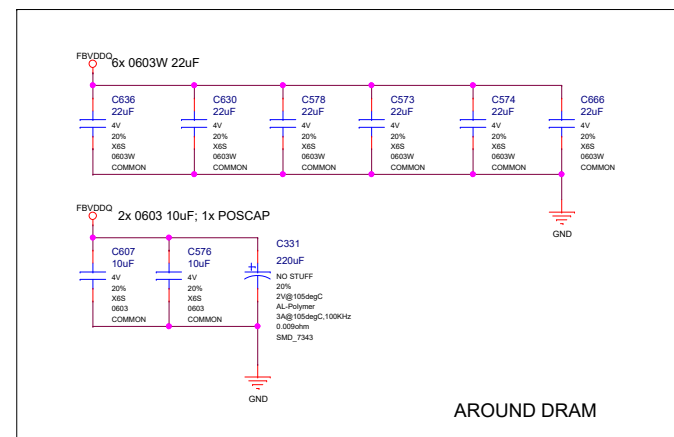 FBVDDQ
6x 0603W 22uF
C636
22uF
4V
20%
X6S
0603W
COMMON
C630
22uF
4V
20%
X6S
0603W
COMMON
C578
22uF
4V
20%
X6S
0603W
COMMON
C573
22uF
4V
20%
X6S
0603W
COMMON
C574
22uF
4V
20%
X6S
0603W
COMMON
C666
22uF
4V
20%
X6S
0603W
COMMON
GND
FBVDDQ
2x 0603 10uF; 1x POSCAP
C607
10uF
4V
20%
X6S
0603
COMMON
C576
10uF
4V
20%
X6S
0603
COMMON
C331
220uF
+
NO STUFF
20%
2V@105degC
AL-Polymer
3A@105degC,100KHz
0.009ohm
SMD_7343
GND
AROUND DRAM